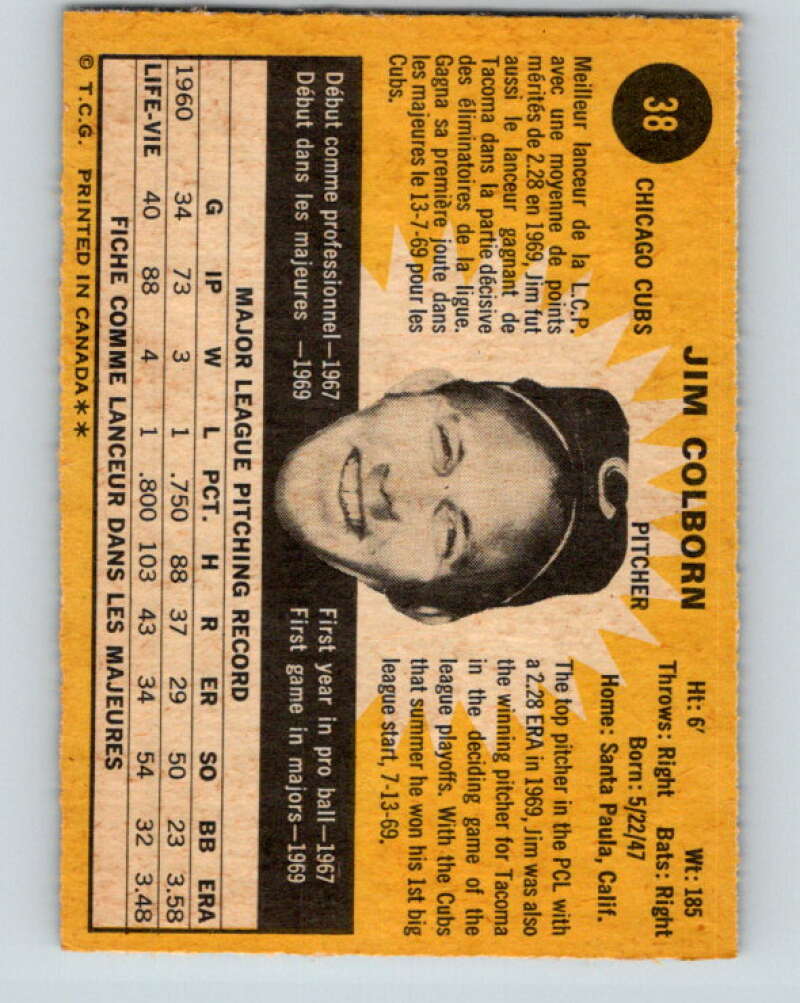 38
CHICAGO CUBS
JIM COLBORN
PITCHER
Ht: 6' Wt: 185
Throws: Right Bats: Right
Born: 5/22/47
Home: Santa Paula, Calif.
Meilleur lanceur de la L.C.P.
avec une moyenne de points
mérités de 2.28 en 1969, Jim fut
aussi le lanceur gagnant de
Tacoma dans la partie décisive
des éliminatoires de la ligue.
Gagna sa première joute dans
les majeures le 13-7-69 pour les
Cubs.
The top pitcher in the PCL with
a 2.28 ERA in 1969, Jim was also
the winning pitcher for Tacoma
in the deciding game of the
league playoffs. With the Cubs
that summer he won his 1st big
league start, 7-13-69.
C
Début comme professionnel—1967
Début dans les majeures —1969
First year in pro ball—1967
First game in majors—1969
MAJOR LEAGUE PITCHING RECORD
G IP W L PCT. H R ER SO BB ERA
1960 34 73 3 1 .750 88 37 29 50 23 3.58
LIFE-VIE 40 88 4 1 .800 103 43 34 54 32 3.48
FICHE COMME LANCEUR DANS LES MAJEURES
© T.C.G. PRINTED IN CANADA**